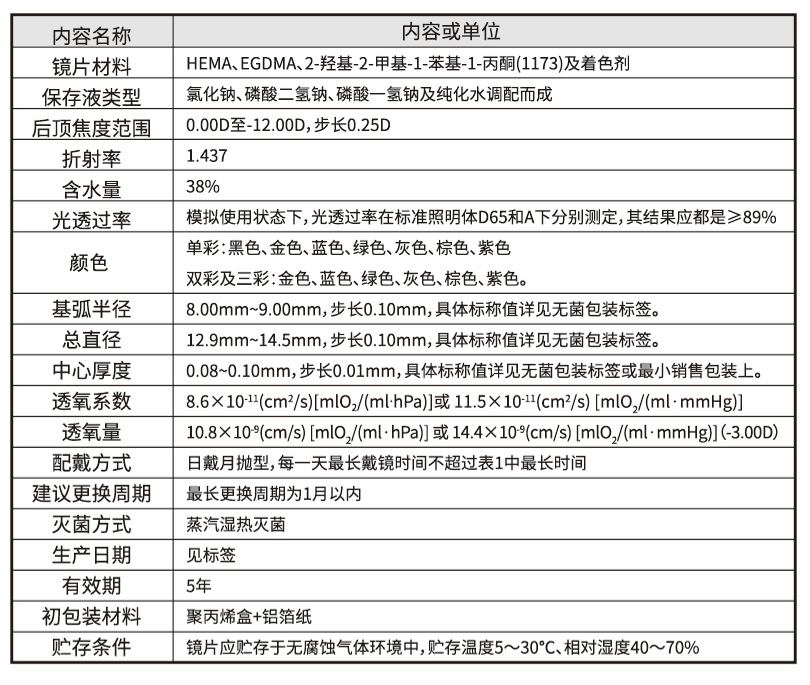 内容名称 内容或单位
镜片材料 HEMA、EGDMA、2-羟基-2-甲基-1-苯基-1-丙酮(1173)及着色剂
保存液类型 氯化钠、磷酸二氢钠、磷酸一氢钠及纯化水调配而成
后顶焦度范围 0.00D至-12.00D，步长0.25D
折射率 1.437
含水量 38%
光透过率 模拟使用状态下，光透过率在标准照明体D65和A下分别测定，其结果应都是≥89%
颜色 单彩：黑色、金色、蓝色、绿色、灰色、棕色、紫色
双彩及三彩：金色、蓝色、绿色、灰色、棕色、紫色。
基弧半径 8.00mm~9.00mm，步长0.10mm，具体标称值详见无菌包装标签。
总直径 12.9mm~14.5mm，步长0.10mm，具体标称值详见无菌包装标签。
中心厚度 0.08~0.10mm，步长0.01mm，具体标称值详见无菌包装标签或最小销售包装上。
透氧系数 8.6×10⁻¹¹(cm²/s)[mlO₂/(ml·hPa)]或 11.5×10⁻¹¹(cm²/s) [mlO₂/(ml·mmHg)]
透氧量 10.8×10⁻⁹(cm/s) [mlO₂/(ml·hPa)] 或 14.4×10⁻⁹(cm/s) [mlO₂/(ml·mmHg)]（-3.00D）
配戴方式 日戴月抛型，每一天最长戴镜时间不超过表1中最长时间
建议更换周期 最长更换周期为1月以内
灭菌方式 蒸汽湿热灭菌
生产日期 见标签
有效期 5年
初包装材料 聚丙烯盒+铝箔纸
贮存条件 镜片应贮存于无腐蚀气体环境中，贮存温度5～30℃、相对湿度40～70%